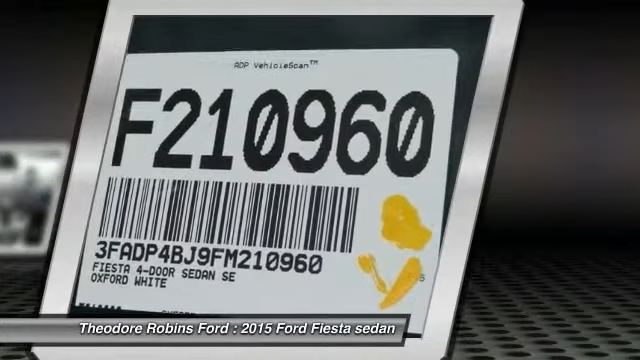 ADP VehicleScan™
F210960
3FADP4BJ9FM210960
FIESTA 4-DOOR SEDAN SE
OXFORD WHITE
Theodore Robins Ford : 2015 Ford Fiesta sedan